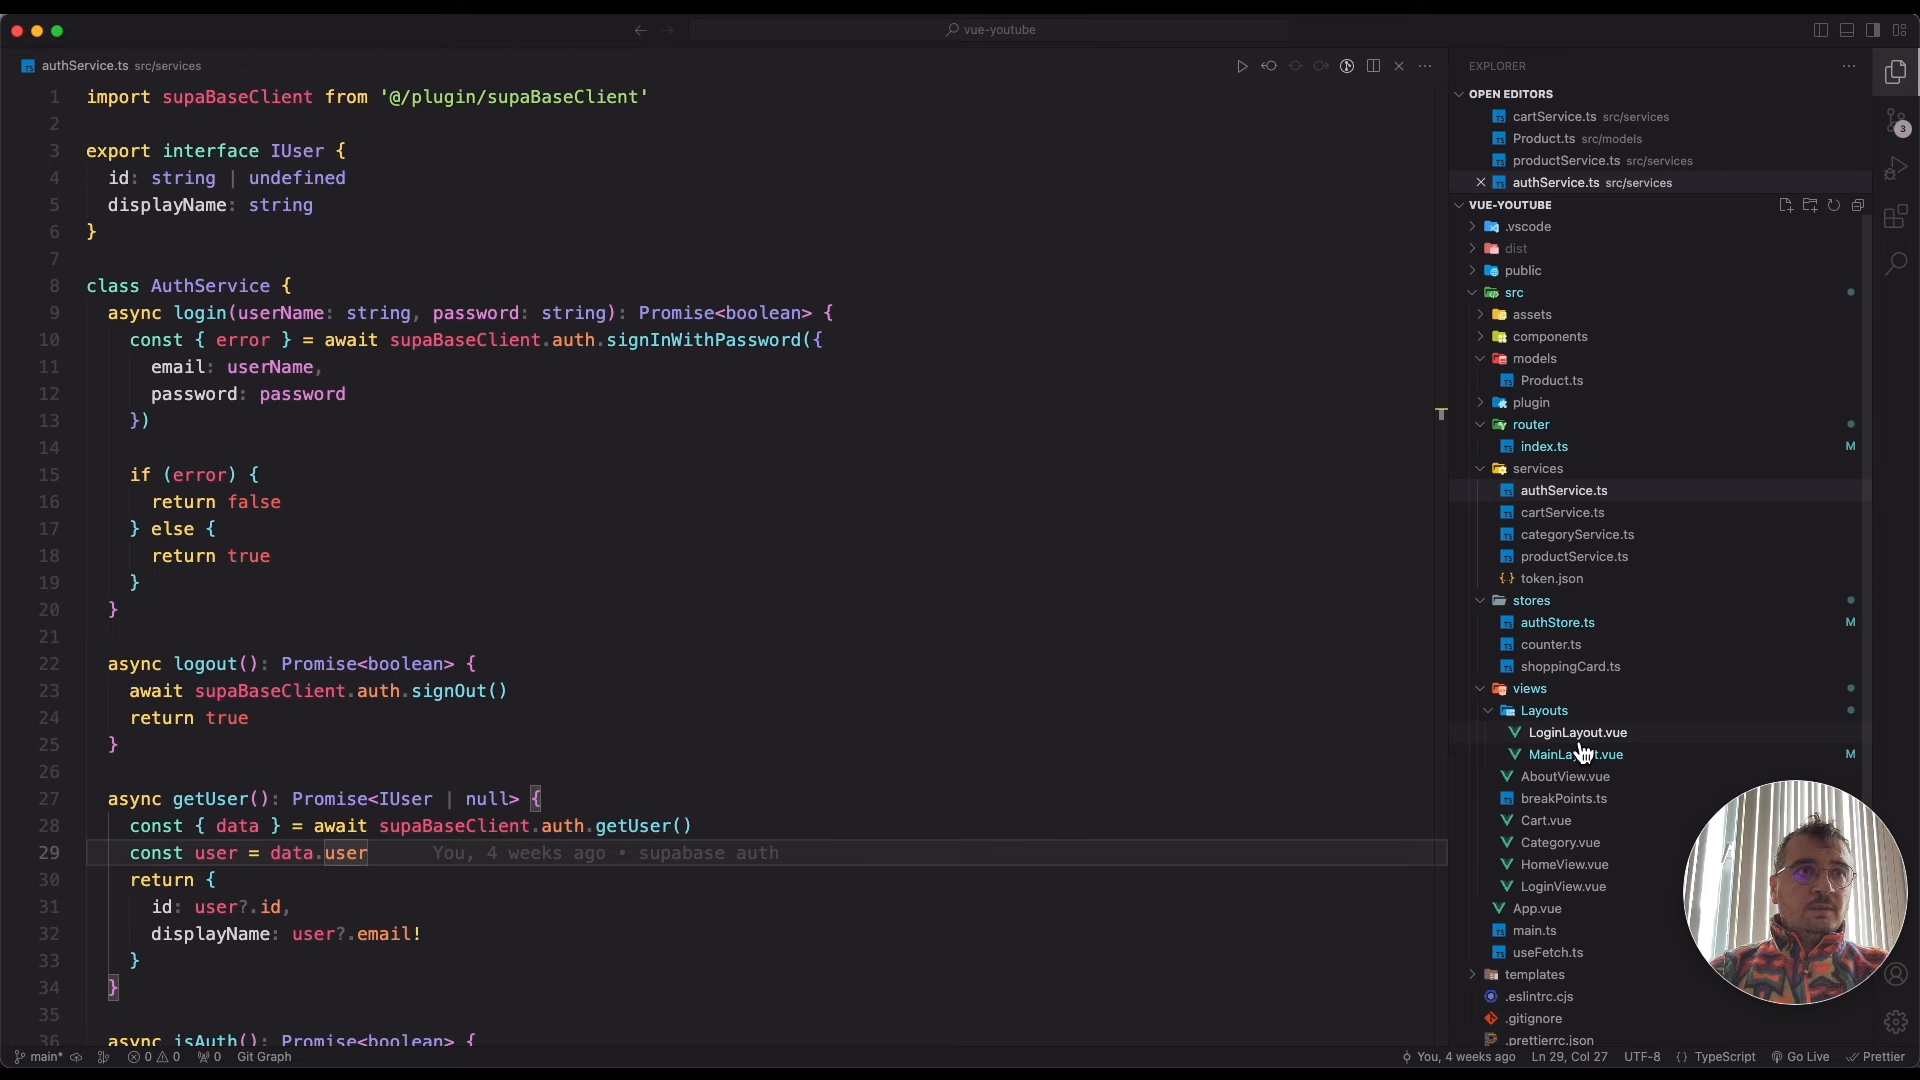 vue-youtube
authService.ts src/services
1 import supaBaseClient from '@/plugin/supaBaseClient'
2
3 export interface IUser {
4 id: string | undefined
5 displayName: string
6 }
7
8 class AuthService {
9 async login(userName: string, password: string): Promise<boolean> {
10 const { error } = await supaBaseClient.auth.signInWithPassword({
11 email: userName,
12 password: password
13 })
14
15 if (error) {
16 return false
17 } else {
18 return true
19 }
20 }
21
22 async logout(): Promise<boolean> {
23 await supaBaseClient.auth.signOut()
24 return true
25 }
26
27 async getUser(): Promise<IUser | null> {
28 const { data } = await supaBaseClient.auth.getUser()
29 const user = data.user You, 4 weeks ago • supabase auth
30 return {
31 id: user?.id,
32 displayName: user?.email!
33 }
34 }
35
36 async isAuth(): Promise<boolean> {
EXPLORER
OPEN EDITORS
cartService.ts src/services
Product.ts src/models
productService.ts src/services
authService.ts src/services
VUE-YOUTUBE
.vscode
dist
public
src
assets
components
models
Product.ts
plugin
router
index.ts M
services
authService.ts
cartService.ts
categoryService.ts
productService.ts
token.json
stores
authStore.ts M
counter.ts
shoppingCard.ts
views
Layouts
LoginLayout.vue
MainLay t.vue M
AboutView.vue
breakPoints.ts
Cart.vue
Category.vue
HomeView.vue
LoginView.vue
App.vue
main.ts
useFetch.ts
templates
.eslintrc.cjs
.gitignore
.prettierrc.json
3
main* 0 0 0 Git Graph
You, 4 weeks ago Ln 29, Col 27 UTF-8 {} TypeScript Go Live Prettier